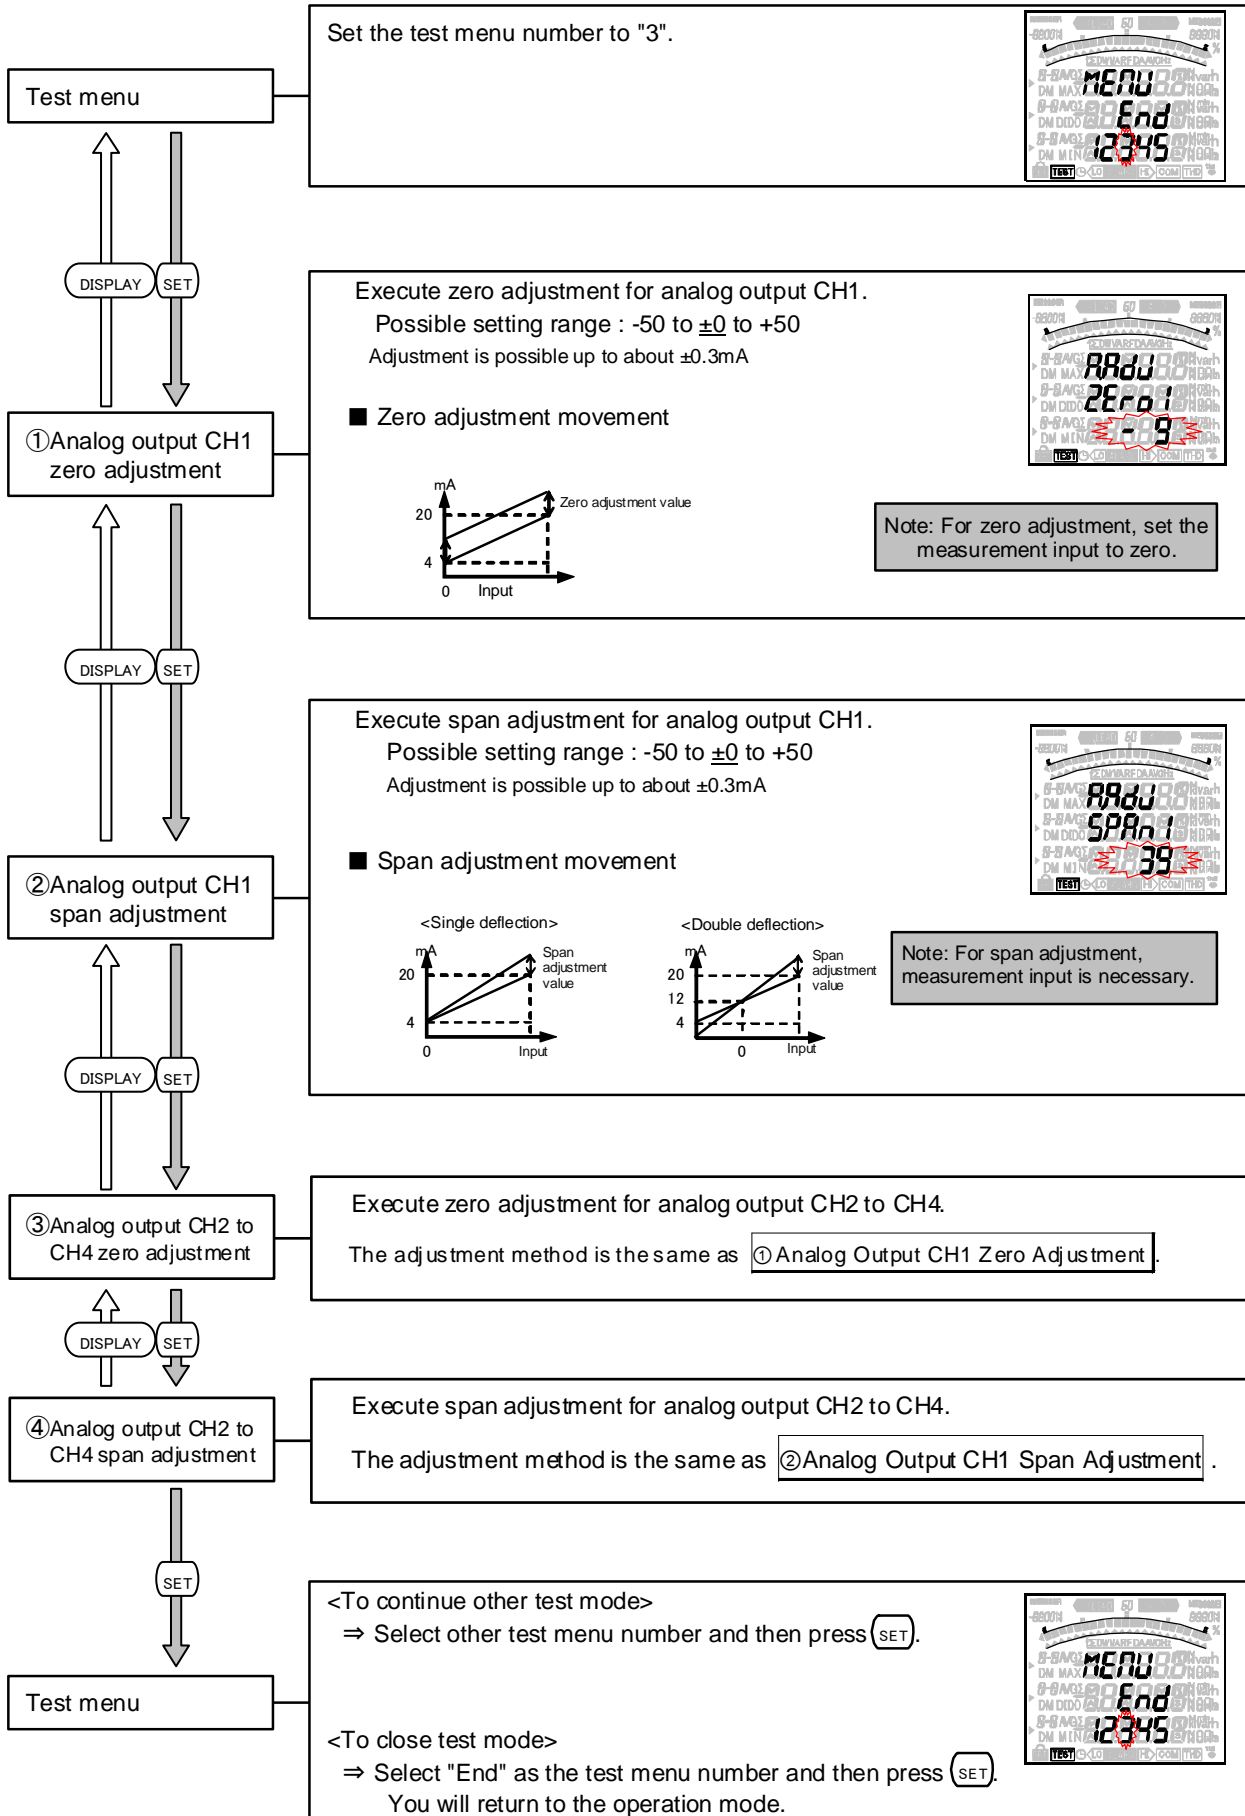 Set the test menu number to "3".
Test menu
MENU
End
12345
TEST
DISPLAY SET
Execute zero adjustment for analog output CH1.
Possible setting range : -50 to ±0 to +50
Adjustment is possible up to about ±0.3mA
■ Zero adjustment movement
①Analog output CH1
zero adjustment
mA
20
4
0
Input
Zero adjustment value
AAdJ
ZEro1
- 9
TEST
Note: For zero adjustment, set the
measurement input to zero.
DISPLAY SET
Execute span adjustment for analog output CH1.
Possible setting range : -50 to ±0 to +50
Adjustment is possible up to about ±0.3mA
■ Span adjustment movement
②Analog output CH1
span adjustment
<Single deflection>
mA
20
4
0
Input
Span
adjustment
value
<Double deflection>
mA
20
12
4
0
Input
Span
adjustment
value
AAdJ
SPAn1
39
TEST
Note: For span adjustment,
measurement input is necessary.
DISPLAY SET
③Analog output CH2 to
CH4 zero adjustment
Execute zero adjustment for analog output CH2 to CH4.
The adjustment method is the same as ① Analog Output CH1 Zero Adjustment .
DISPLAY SET
④Analog output CH2 to
CH4 span adjustment
Execute span adjustment for analog output CH2 to CH4.
The adjustment method is the same as ②Analog Output CH1 Span Adjustment .
SET
Test menu
<To continue other test mode>
⇒ Select other test menu number and then press SET.
<To close test mode>
⇒ Select "End" as the test menu number and then press SET.
You will return to the operation mode.
MENU
End
12345
TEST